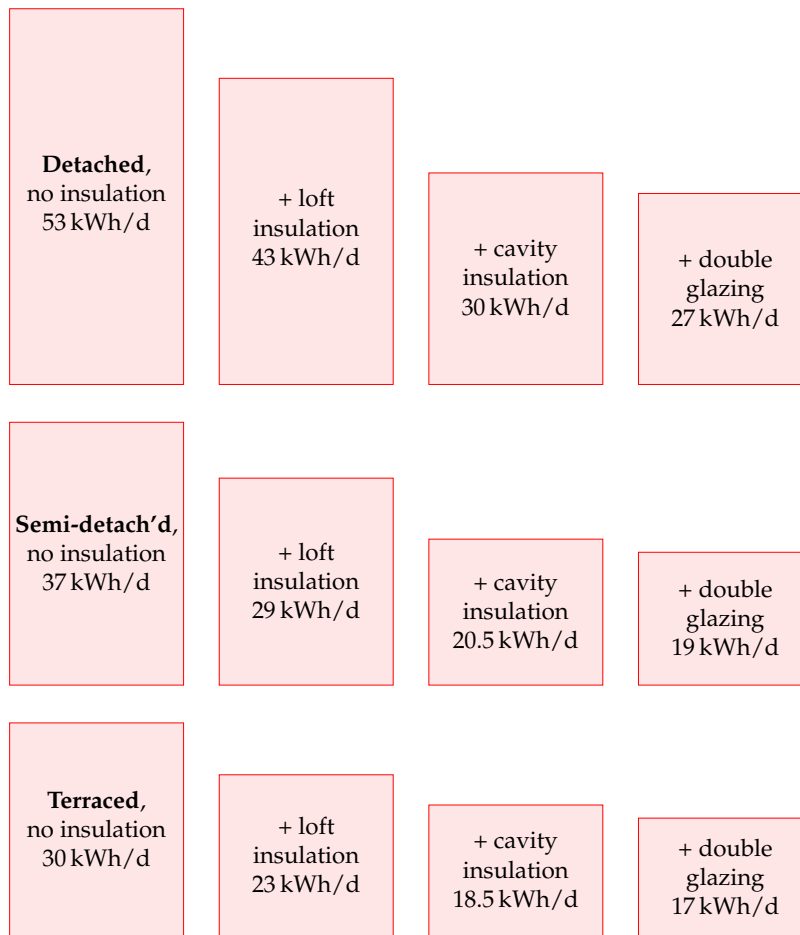 Detached,
no insulation
53 kWh/d
+ loft
insulation
43 kWh/d
+ cavity
insulation
30 kWh/d
+ double
glazing
27 kWh/d
Semi-detach'd,
no insulation
37 kWh/d
+ loft
insulation
29 kWh/d
+ cavity
insulation
20.5 kWh/d
+ double
glazing
19 kWh/d
Terraced,
no insulation
30 kWh/d
+ loft
insulation
23 kWh/d
+ cavity
insulation
18.5 kWh/d
+ double
glazing
17 kWh/d